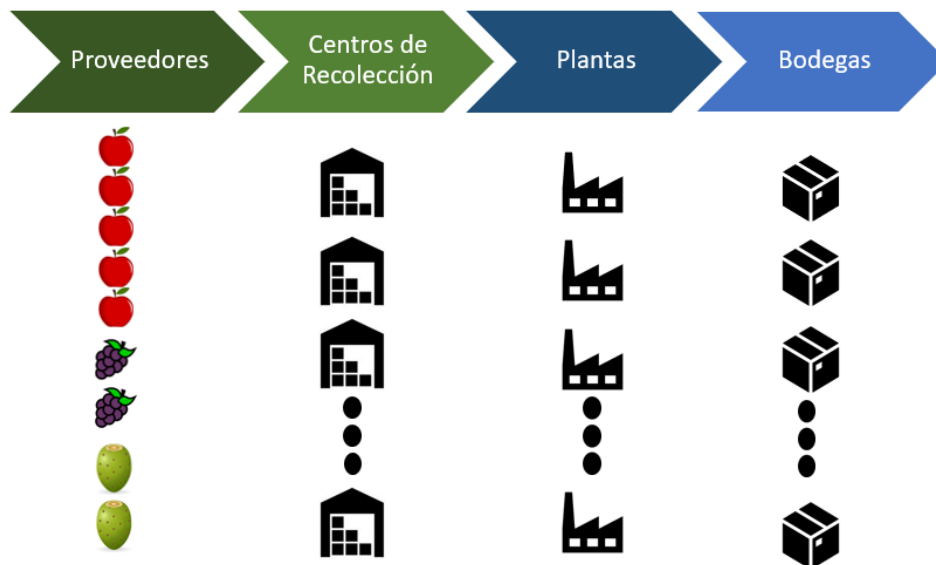 Proveedores
Centros de
Recolección
Plantas
Bodegas